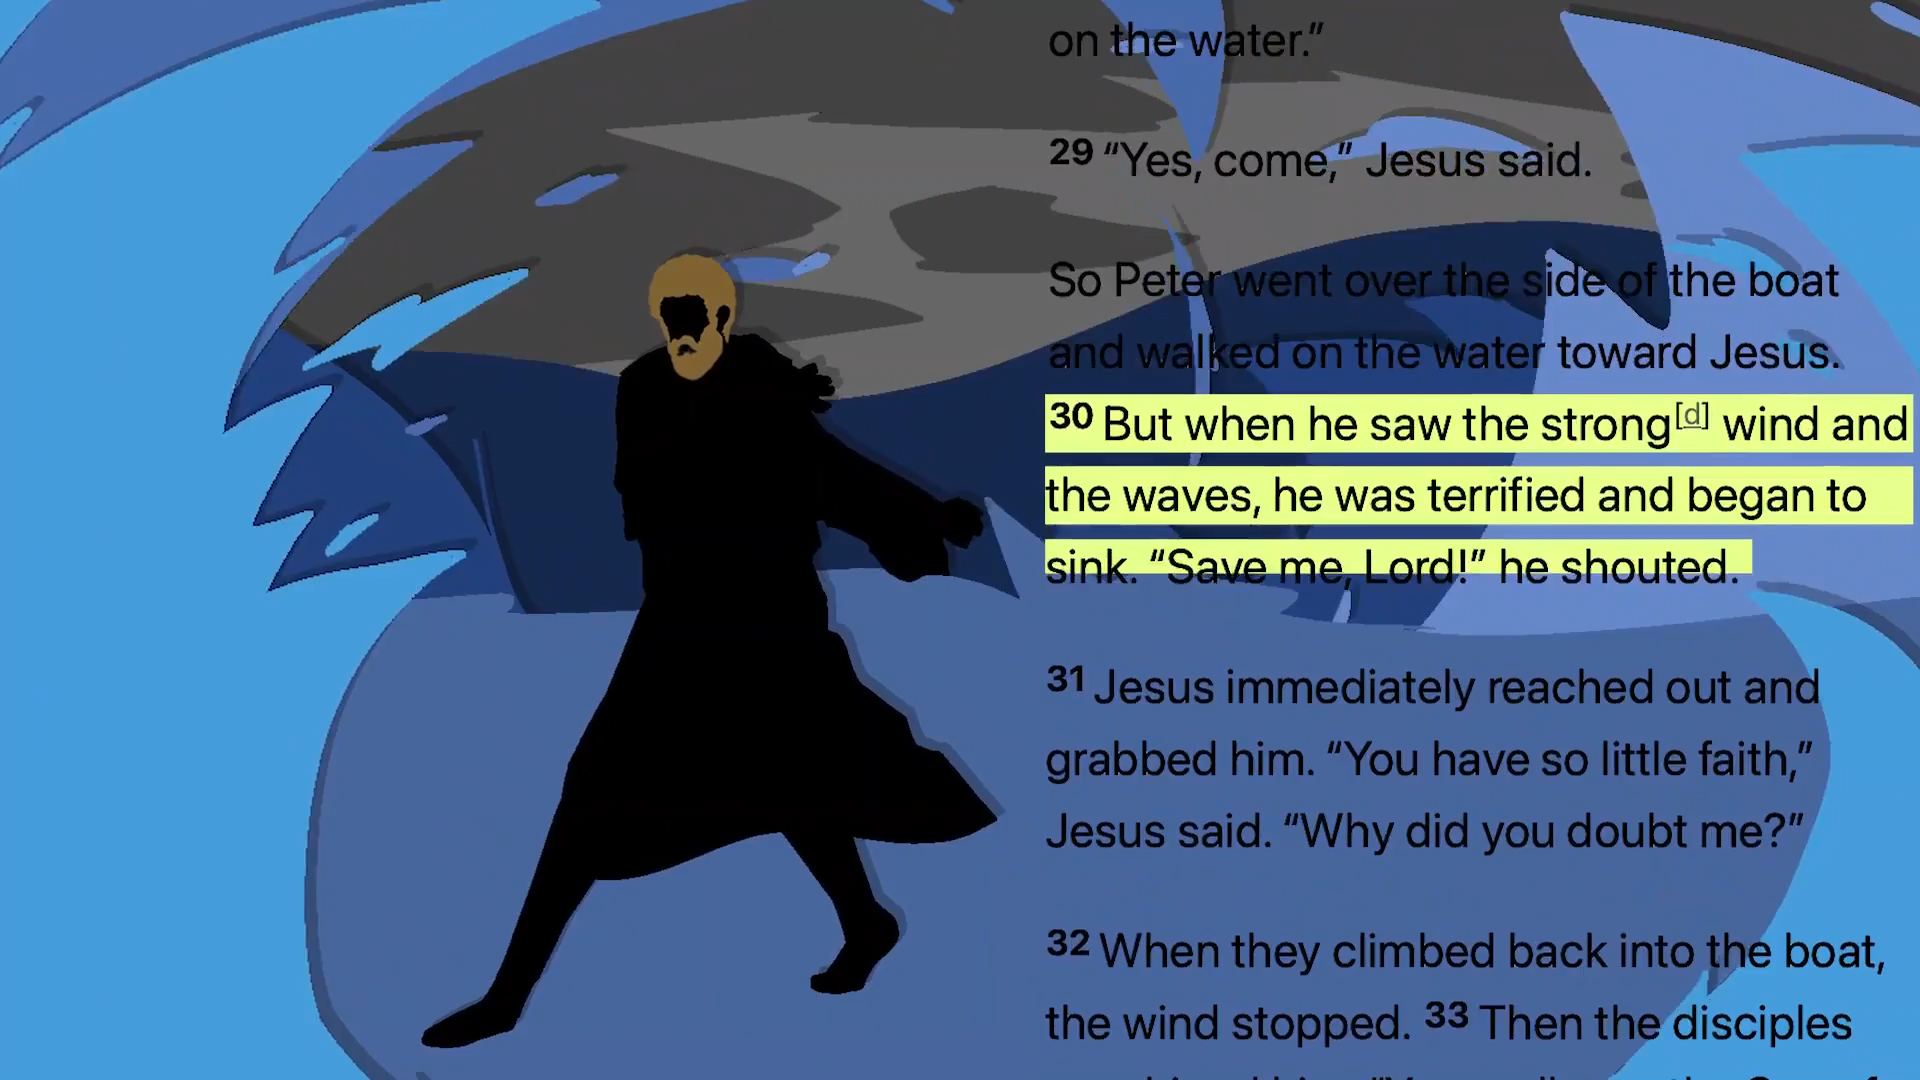 on the water.”
29 “Yes, come,” Jesus said.
So Peter went over the side of the boat
and walked on the water toward Jesus.
30 But when he saw the strong[d] wind and
the waves, he was terrified and began to
sink. “Save me, Lord!” he shouted.
31 Jesus immediately reached out and
grabbed him. “You have so little faith,”
Jesus said. “Why did you doubt me?”
32 When they climbed back into the boat,
the wind stopped. 33 Then the disciples